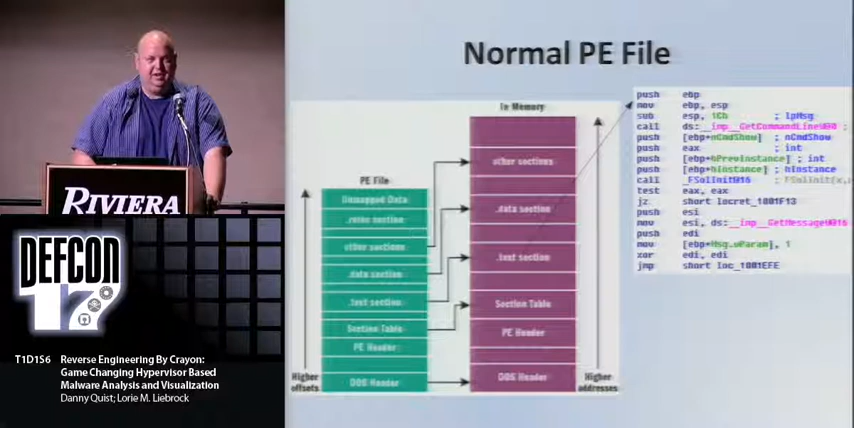 Normal PE File
In Memory
PE File
Unmapped Data
.reloc section
other sections
.data section
.text section
Section Table
PE Header
DOS Header
Higher
offsets
other sections
.data section
.text section
Section Table
PE Header
DOS Header
Higher
addresses
push ebp
mov ebp, esp
sub esp, 1Ch ; lpMsg
call ds:__imp__GetCommandLineW@0 ;
push [ebp+nCmdShow] ; nCmdShow
push eax ; int
push [ebp+hPrevInstance] ; int
push [ebp+hInstance] ; hInstance
call _FSolInit@16
test eax, eax
jz short locret_1001F13
push esi
mov esi, ds:__imp__GetMessageW@16
push edi
mov [ebp+Msg.wParam], 1
xor edi, edi
jmp short loc_1001EFE
RIVIERA
DEFCON
17
T1D1S6 Reverse Engineering By Crayon:
Game Changing Hypervisor Based
Malware Analysis and Visualization
Danny Quist; Lorie M. Liebrock